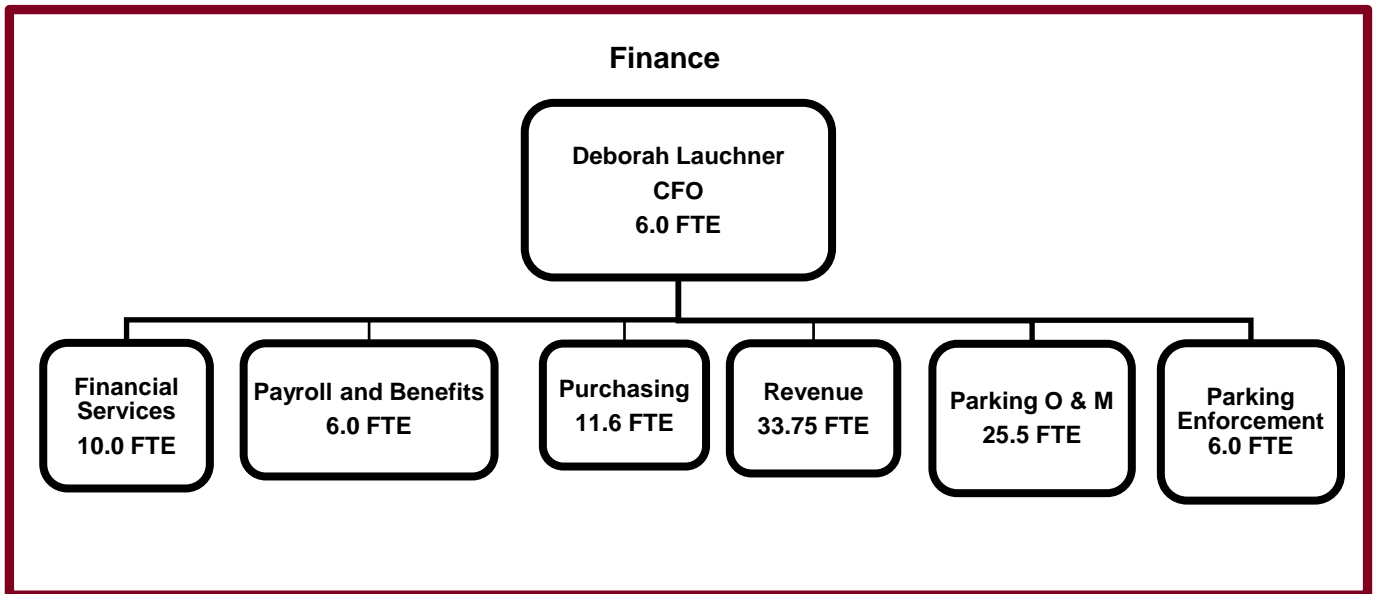 Finance
Deborah Lauchner
CFO
6.0 FTE
Financial
Services
10.0 FTE
Payroll and Benefits
6.0 FTE
Purchasing
11.6 FTE
Revenue
33.75 FTE
Parking O & M
25.5 FTE
Parking
Enforcement
6.0 FTE